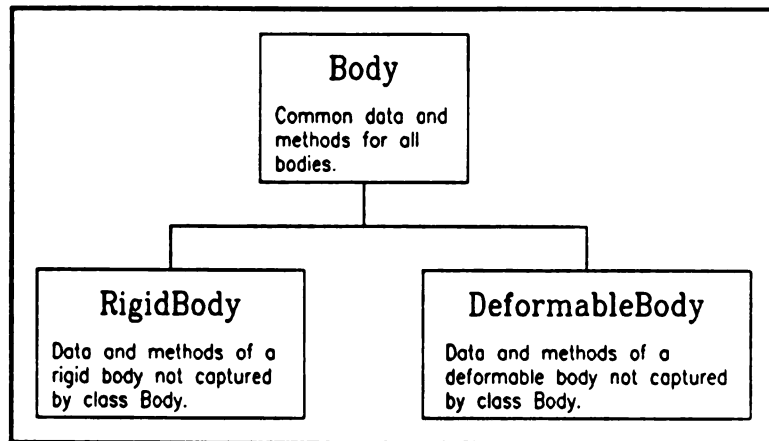 Body
Common data and
methods for all
bodies.
RigidBody
Data and methods of a
rigid body not captured
by class Body.
DeformableBody
Data and methods of a
deformable body not captured
by class Body.